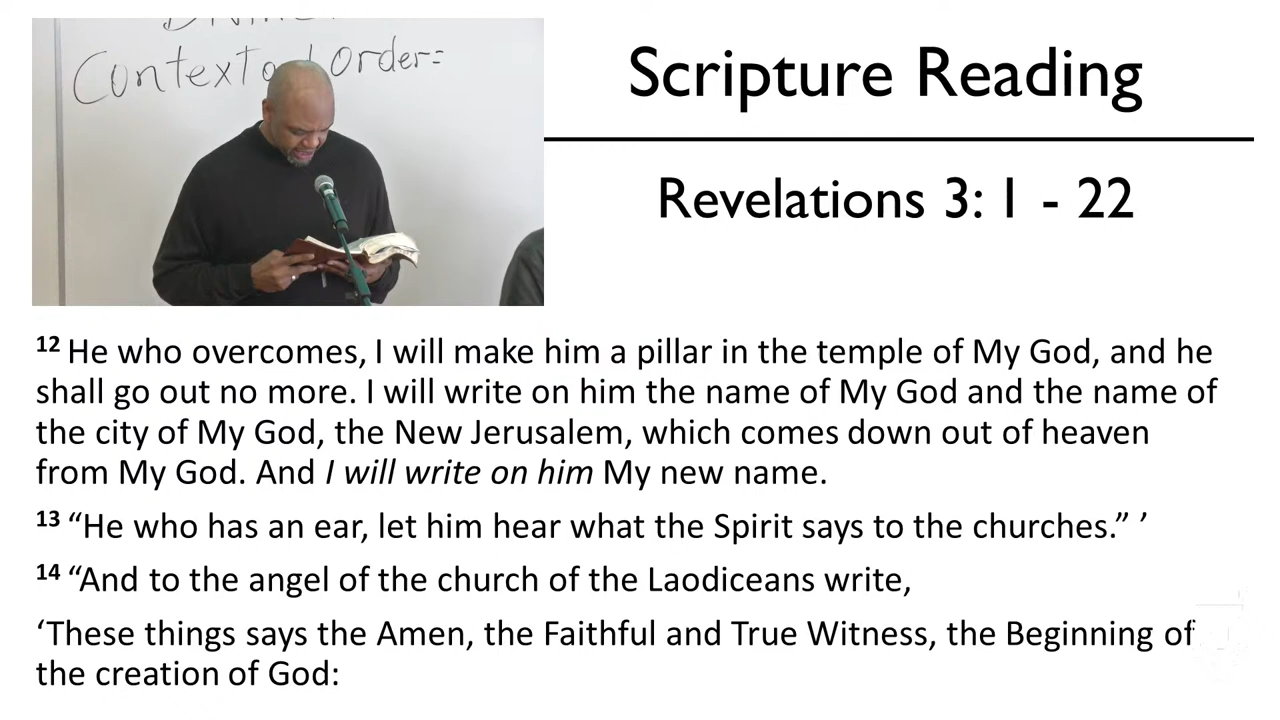 Contextual Order=
Scripture Reading
Revelations 3: 1 - 22
12 He who overcomes, I will make him a pillar in the temple of My God, and he
shall go out no more. I will write on him the name of My God and the name of
the city of My God, the New Jerusalem, which comes down out of heaven
from My God. And I will write on him My new name.
13 “He who has an ear, let him hear what the Spirit says to the churches.” ’
14 “And to the angel of the church of the Laodiceans write,
‘These things says the Amen, the Faithful and True Witness, the Beginning of
the creation of God: